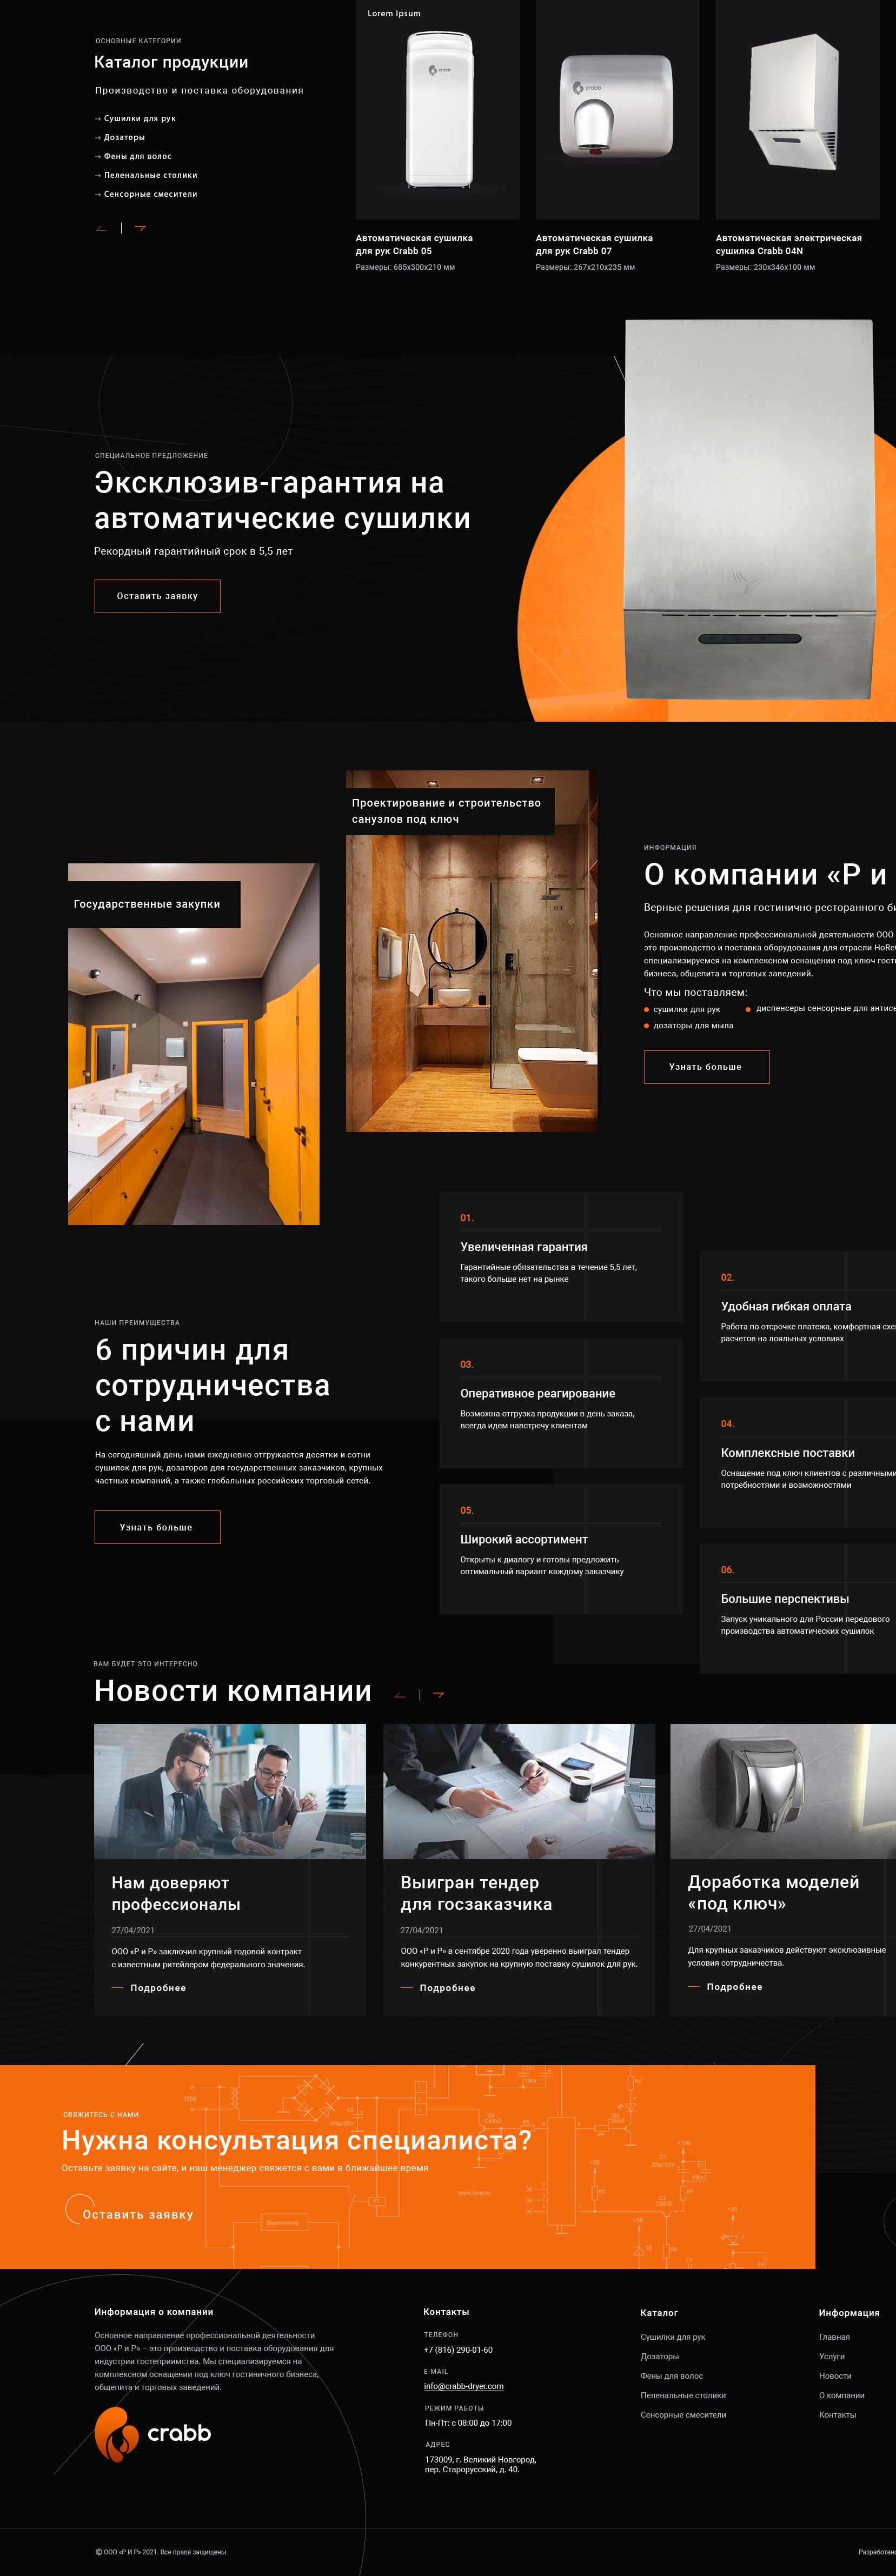 ОСНОВНЫЕ КАТЕГОРИИ
Каталог продукции
Производство и поставка оборудования
→ Сушилки для рук
→ Дозаторы
→ Фены для волос
→ Пеленальные столики
→ Сенсорные смесители
Lorem Ipsum
crabb
crabb
Автоматическая сушилка
для рук Crabb 05
Размеры: 685x300x210 мм
Автоматическая сушилка
для рук Crabb 07
Размеры: 267x210x235 мм
Автоматическая электрическая
сушилка Crabb 04N
Размеры: 230x346x100 мм
СПЕЦИАЛЬНОЕ ПРЕДЛОЖЕНИЕ
Эксклюзив-гарантия на
автоматические сушилки
Рекордный гарантийный срок в 5,5 лет
Оставить заявку
Государственные закупки
Проектирование и строительство
санузлов под ключ
ИНФОРМАЦИЯ
О компании «Р и
Верные решения для гостинично-ресторанного
Основное направление профессиональной деятельности ООО
это производство и поставка оборудования для отрасли
специализируемся на комплексном оснащении под ключ
бизнеса, общепита и торговых заведений.
Что мы поставляем:
сушилки для рук
диспенсеры сенсорные для
дозаторы для мыла
Узнать больше
НАШИ ПРЕИМУЩЕСТВА
6 причин для
сотрудничества
с нами
На сегодняшний день нами ежедневно отгружается десятки и сотни
сушилок для рук, дозаторов для государственных заказчиков, крупных
частных компаний, а также глобальных российских торговый сетей.
Узнать больше
01.
Увеличенная гарантия
Гарантийные обязательства в течение 5,5 лет,
такого больше нет на рынке
02.
Удобная гибкая оплата
Работа по отсрочке платежа, комфортная
расчетов на лояльных условиях
03.
Оперативное реагирование
Возможна отгрузка продукции в день заказа,
всегда идем навстречу клиентам
04.
Комплексные поставки
Оснащение под ключ клиентов с различными
потребностями и возможностями
05.
Широкий ассортимент
Открыты к диалогу и готовы предложить
оптимальный вариант каждому заказчику
06.
Большие перспективы
Запуск уникального для России передового
производства автоматических сушилок
ВАМ БУДЕТ ЭТО ИНТЕРЕСНО
Новости компании
Нам доверяют
профессионалы
27/04/2021
ООО «Р и Р» заключил крупный годовой контракт
с известным ритейлером федерального значения.
Подробнее
Выигран тендер
для госзаказчика
27/04/2021
ООО «Р и Р» в сентябре 2020 года уверенно выиграл тендер
конкурентных закупок на крупную поставку сушилок для рук.
Подробнее
Доработка моделей
«под ключ»
27/04/2021
Для крупных заказчиков действуют эксклюзивные
условия сотрудничества.
Подробнее
СВЯЖИТЕСЬ С НАМИ
Нужна консультация специалиста?
Оставьте заявку на сайте, и наш менеджер свяжется с вами в ближайшее время
Оставить заявку
220В
Вентилятор
Информация о компании
Основное направление профессиональной деятельности
ООО «Р и Р» – это производство и поставка оборудования для
индустрии гостеприимства. Мы специализируемся на
комплексном оснащении под ключ гостиничного бизнеса,
общепита и торговых заведений.
crabb
Контакты
ТЕЛЕФОН
+7 (816) 290-01-60
E-MAIL
info@crabb-dryer.com
РЕЖИМ РАБОТЫ
Пн-Пт: с 08:00 до 17:00
АДРЕС
173009, г. Великий Новгород,
пер. Старорусский, д. 40.
Каталог
Сушилки для рук
Дозаторы
Фены для волос
Пеленальные столики
Сенсорные смесители
Информация
Главная
Услуги
Новости
О компании
Контакты
© ООО «Р И Р» 2021. Все права защищены.